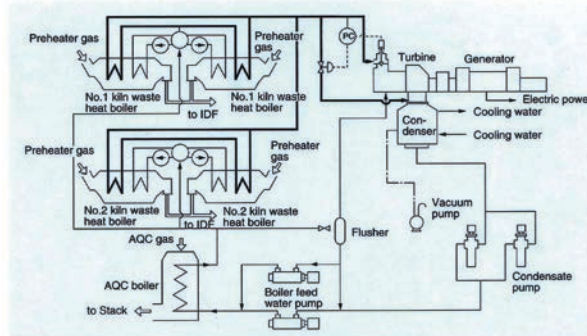 Preheater gas
Preheater gas
No.1 kiln waste
heat boiler
No.1 kiln waste
heat boiler
to IDF
PC
Turbine
Generator
Electric power
Cooling water
Con-
denser
Cooling water
Preheater gas
Preheater gas
No.2 kiln waste
heat boiler
No.2 kiln waste
heat boiler
to IDF
Vacuum
pump
Flusher
AQC gas
AQC boiler
to Stack
Boiler feed
water pump
Condensate
pump